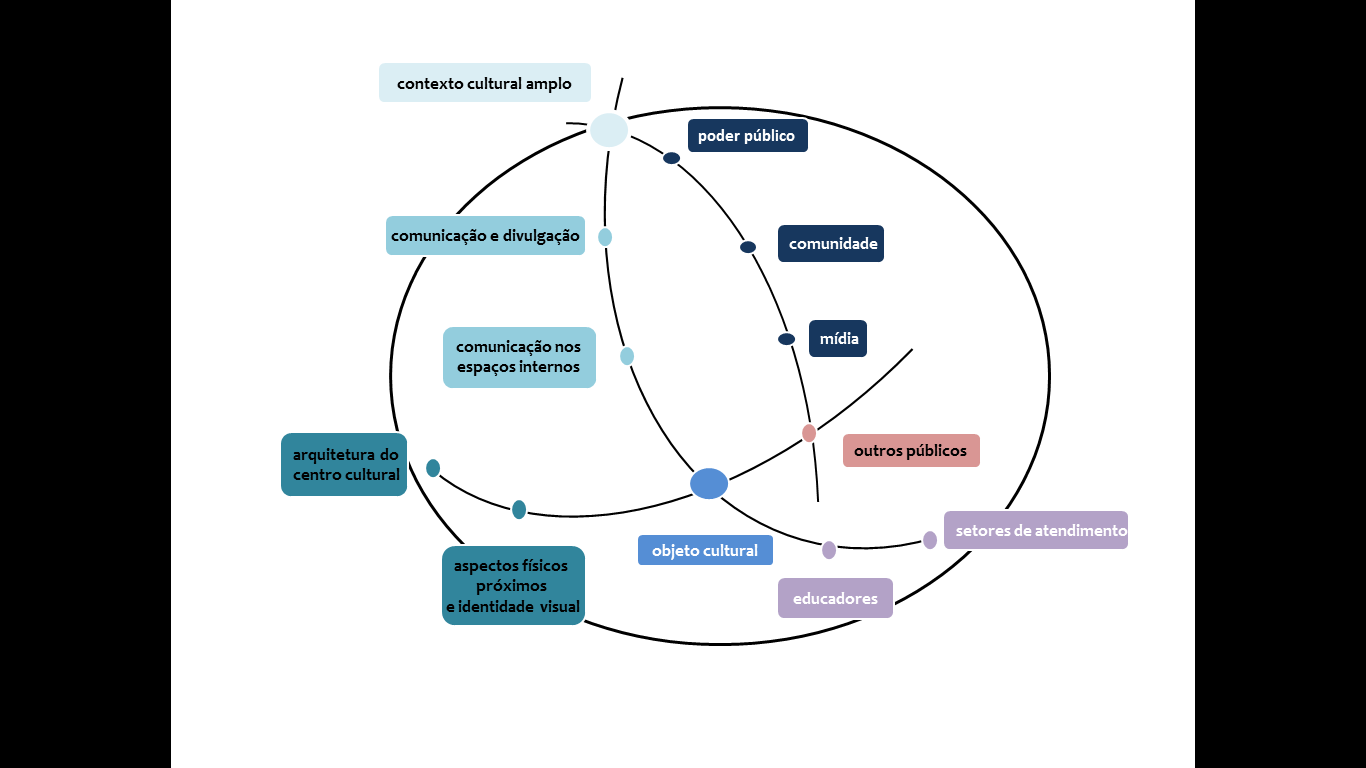 contexto cultural amplo
poder público
comunicação e divulgação
comunidade
mídia
comunicação nos
espaços internos
arquitetura do
centro cultural
outros públicos
setores de atendimento
objeto cultural
aspectos físicos
próximos
e identidade visual
educadores